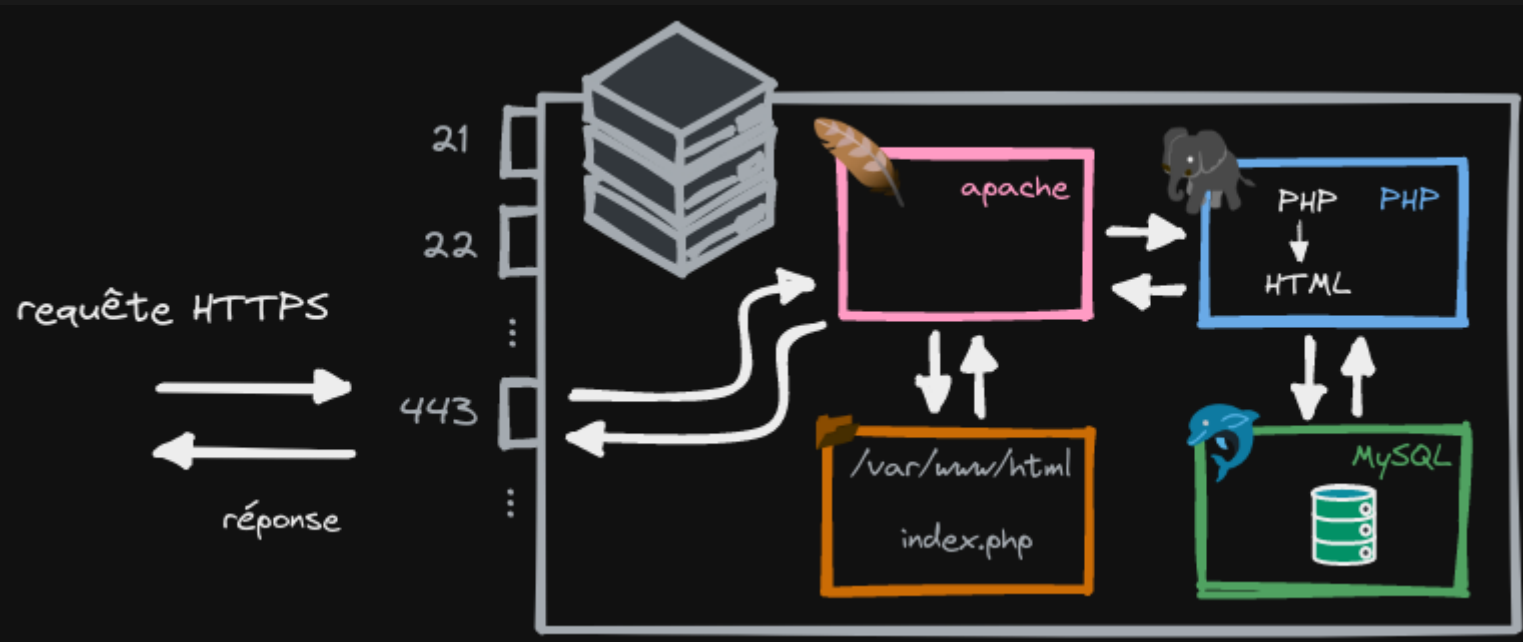 21
22
requête HTTPS
...
443
...
réponse
apache
PHP
PHP
HTML
/var/www/html
index.php
MySQL